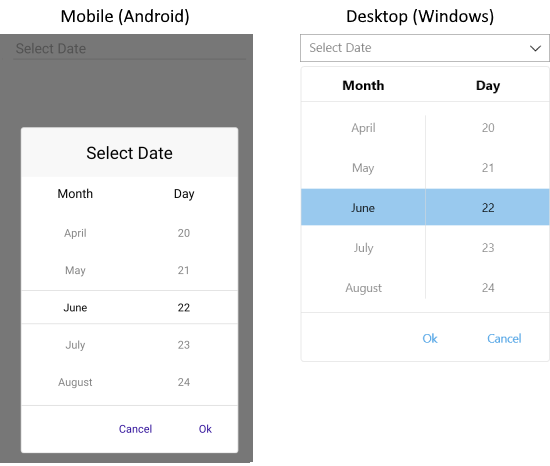 Mobile (Android)
Select Date
Select Date
Month Day
April 20
May 21
June 22
July 23
August 24
Cancel Ok
Desktop (Windows)
Select Date
Month Day
April 20
May 21
June 22
July 23
August 24
Ok Cancel